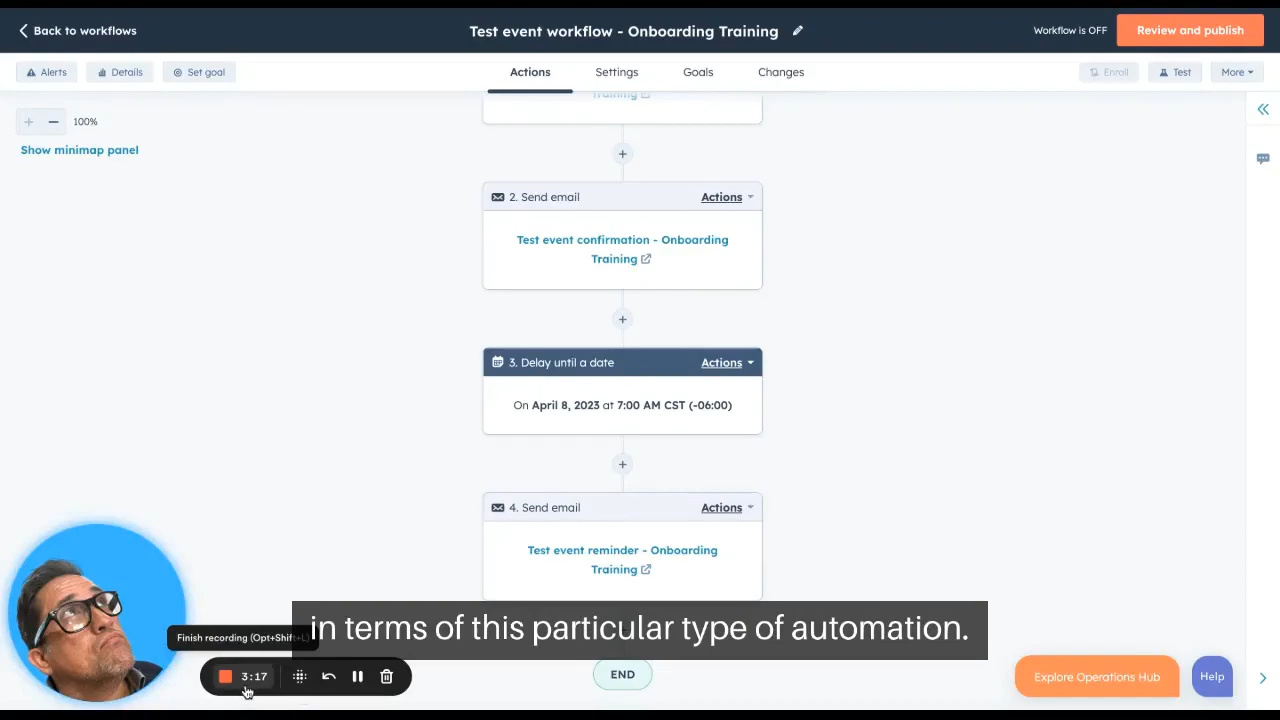 Back to workflows
Test event workflow - Onboarding Training
Workflow is OFF
Review and publish
Alerts
Details
Set goal
Actions
Settings
Goals
Changes
Enroll
Test
More
Training
100%
Show minimap panel
2. Send email
Actions
Test event confirmation - Onboarding
Training
3. Delay until a date
Actions
On April 8, 2023 at 7:00 AM CST (-06:00)
4. Send email
Actions
Test event reminder - Onboarding
Training
in terms of this particular type of automation.
Finish recording (Opt+Shift+L)
3:17
END
Explore Operations Hub
Help